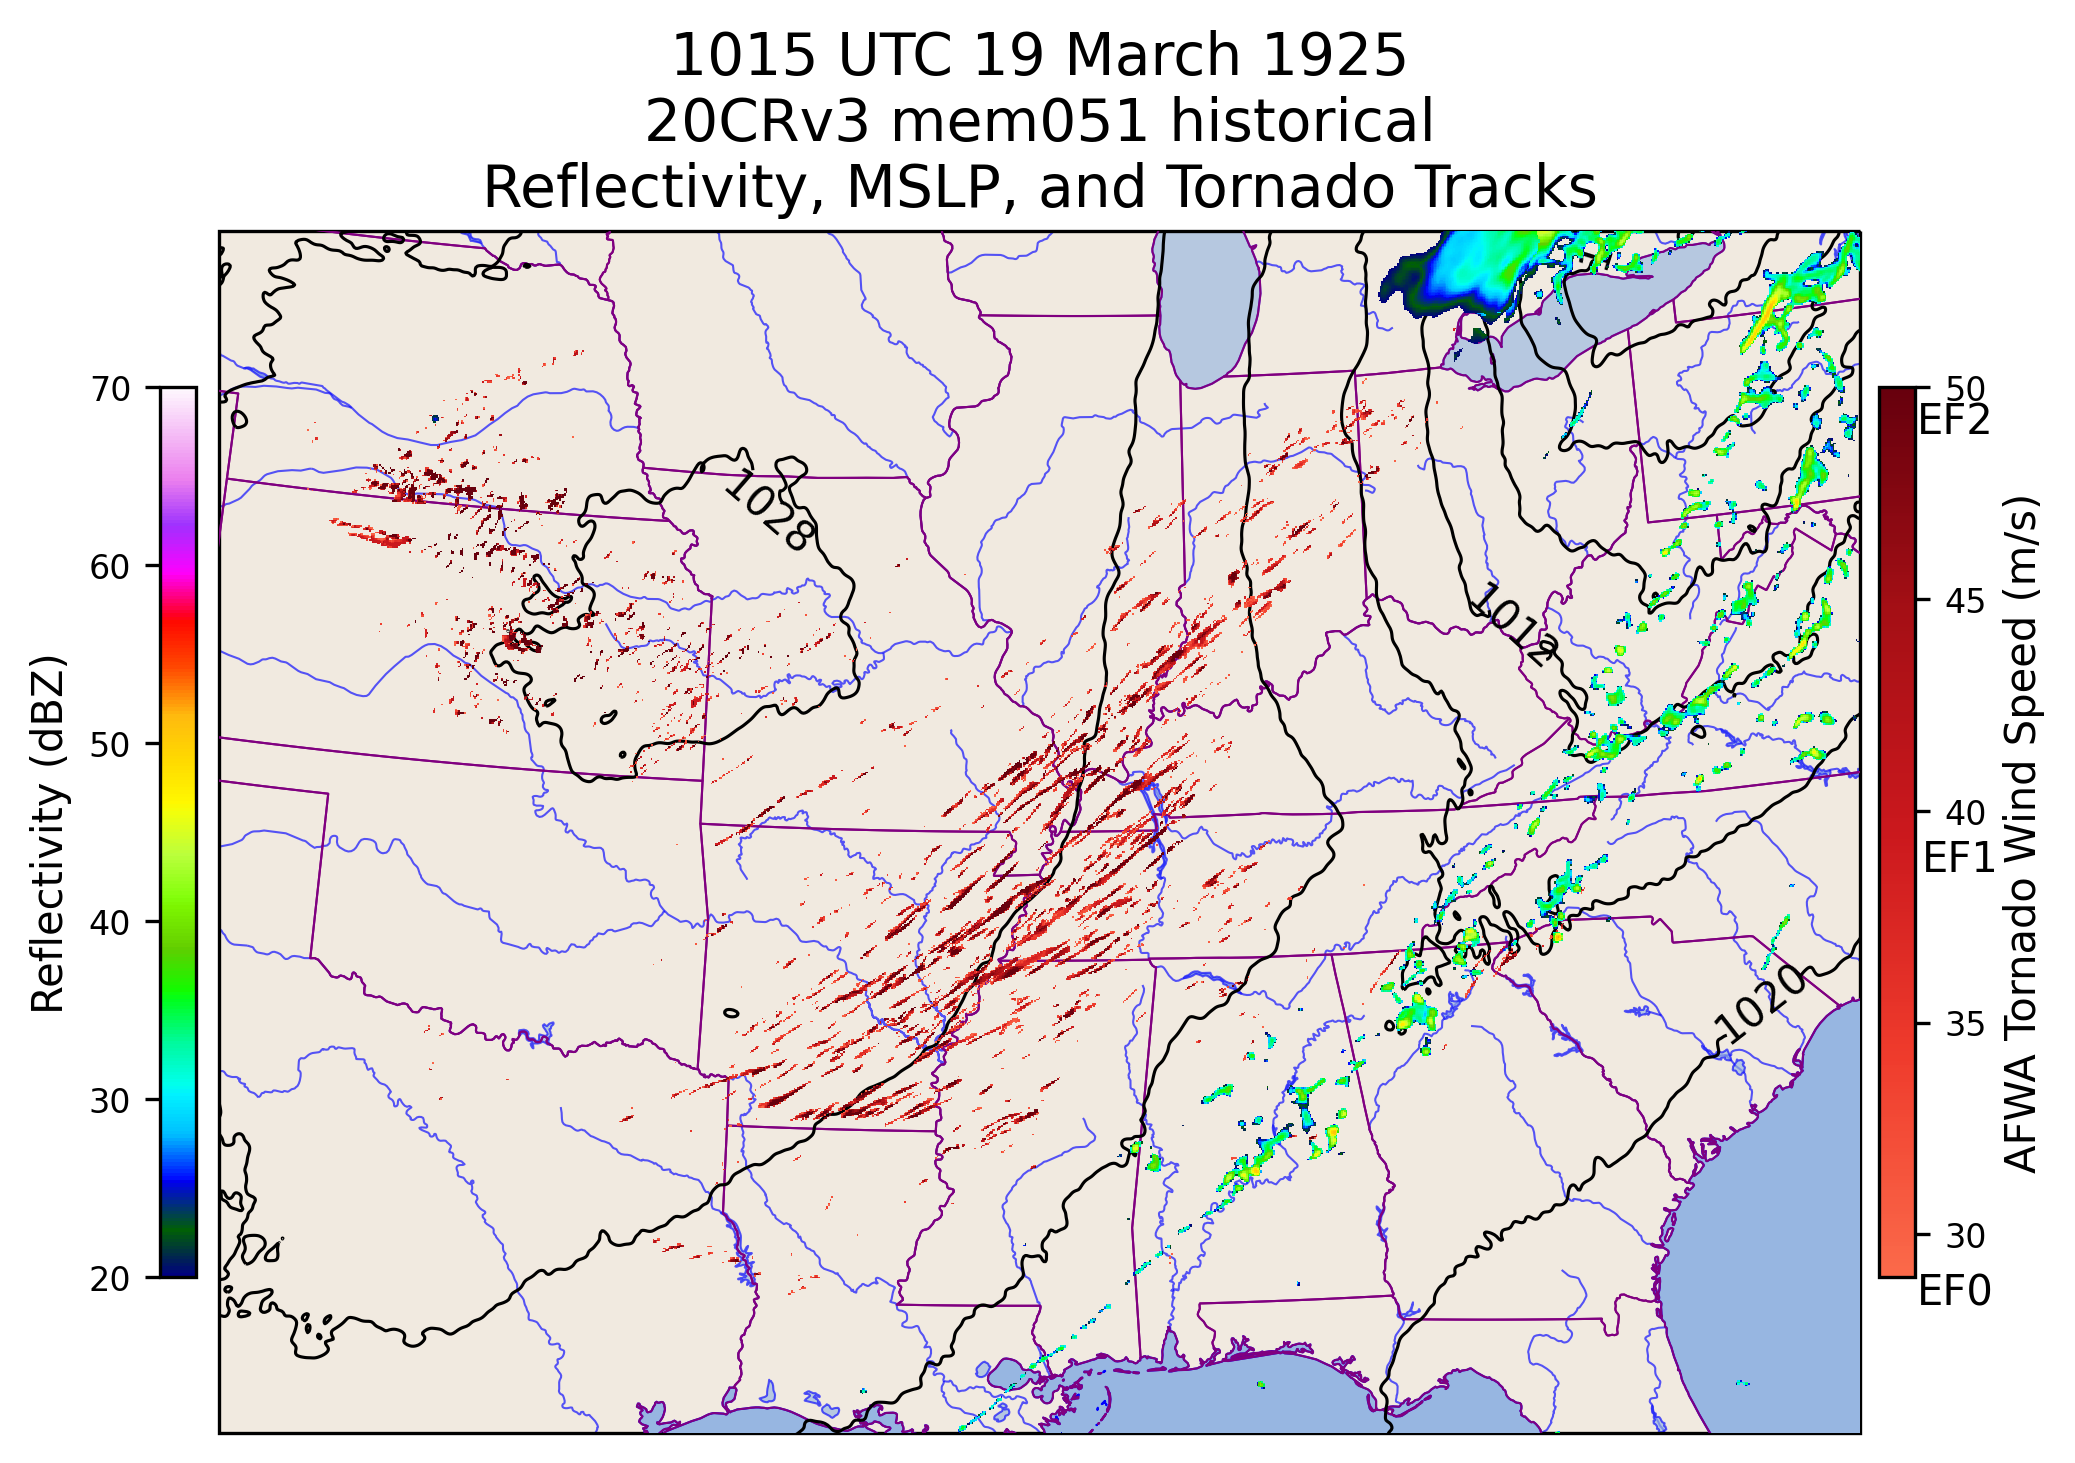 1015 UTC 19 March 1925
20CRv3 mem051 historical
Reflectivity, MSLP, and Tornado Tracks
70
60
50
40
30
20
Reflectivity (dBZ)
1028
1012
1020
50
EF2
45
40
EF1
35
30
EF0
AFWA Tornado Wind Speed (m/s)